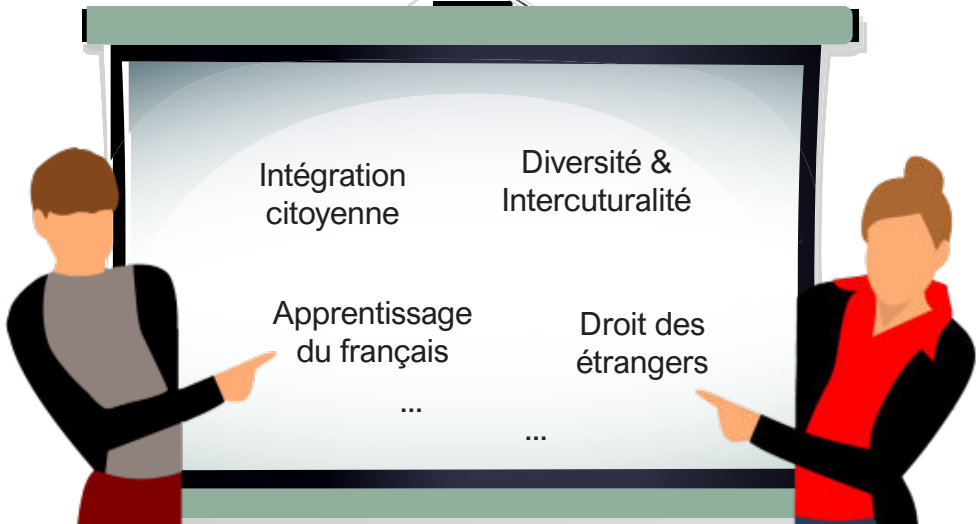 Intégration
citoyenne
Diversité &
Intercuturalité
Apprentissage
du français
...
Droit des
étrangers
...